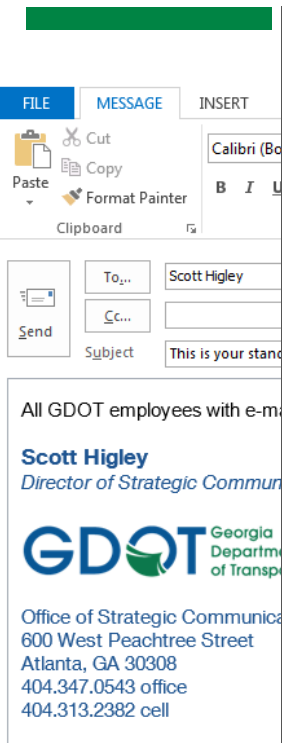 FILE MESSAGE INSERT
Cut
Copy
Paste
Format Painter
Calibri (Bo
B I U
Clipboard
To...
Scott Higley
Cc...
Send
Subject
This is your stand
All GDOT employees with e-ma
Scott Higley
Director of Strategic Commun
GDOT Georgia
Departme
of Transpo
Office of Strategic Communica
600 West Peachtree Street
Atlanta, GA 30308
404.347.0543 office
404.313.2382 cell